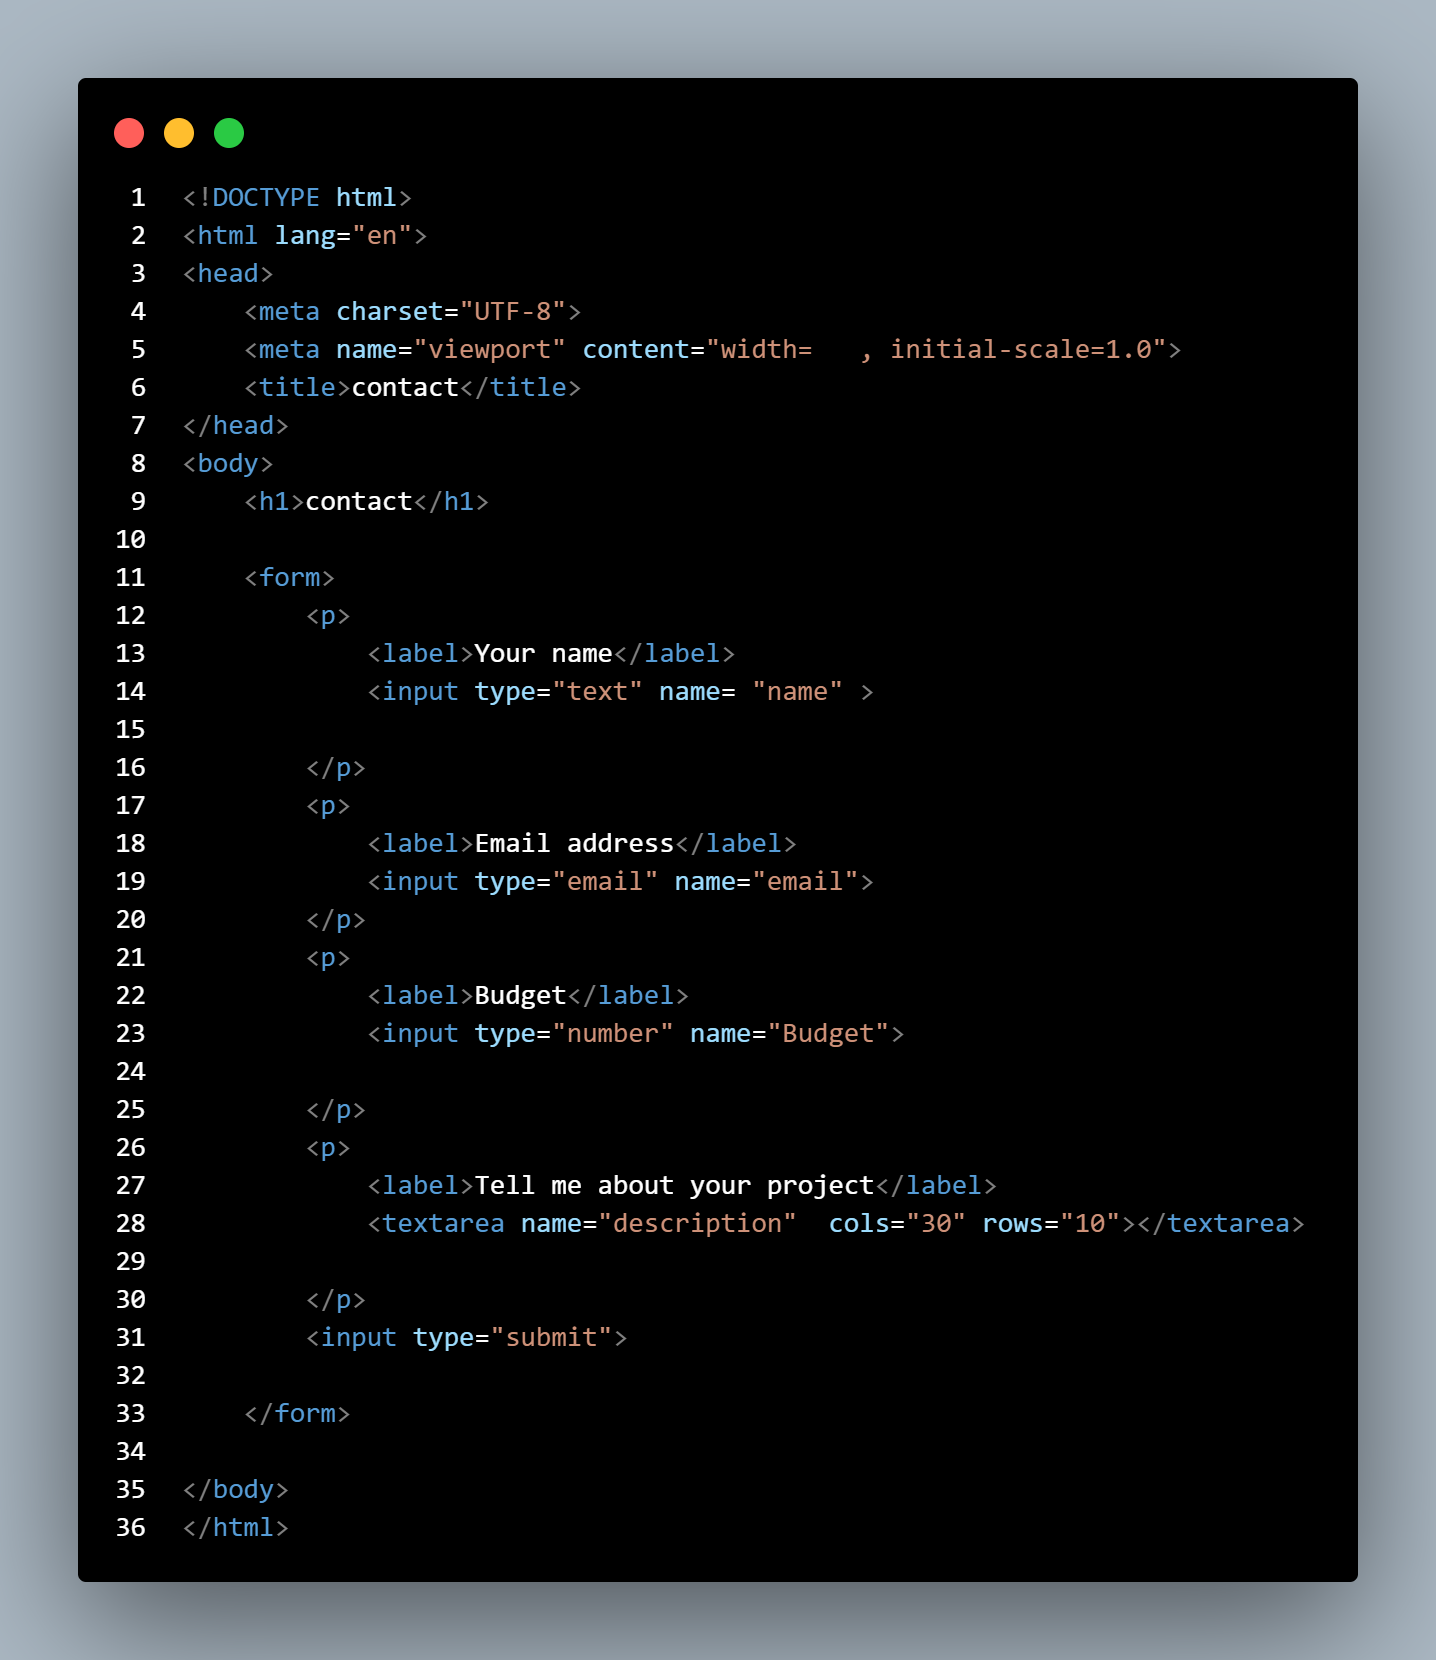 1 <!DOCTYPE html>
2 <html lang="en">
3 <head>
4     <meta charset="UTF-8">
5     <meta name="viewport" content="width=   , initial-scale=1.0">
6     <title>contact</title>
7 </head>
8 <body>
9     <h1>contact</h1>
10
11     <form>
12         <p>
13             <label>Your name</label>
14             <input type="text" name= "name" >
15
16         </p>
17         <p>
18             <label>Email address</label>
19             <input type="email" name="email">
20         </p>
21         <p>
22             <label>Budget</label>
23             <input type="number" name="Budget">
24
25         </p>
26         <p>
27             <label>Tell me about your project</label>
28             <textarea name="description"  cols="30" rows="10"></textarea>
29
30         </p>
31         <input type="submit">
32
33     </form>
34
35 </body>
36 </html>